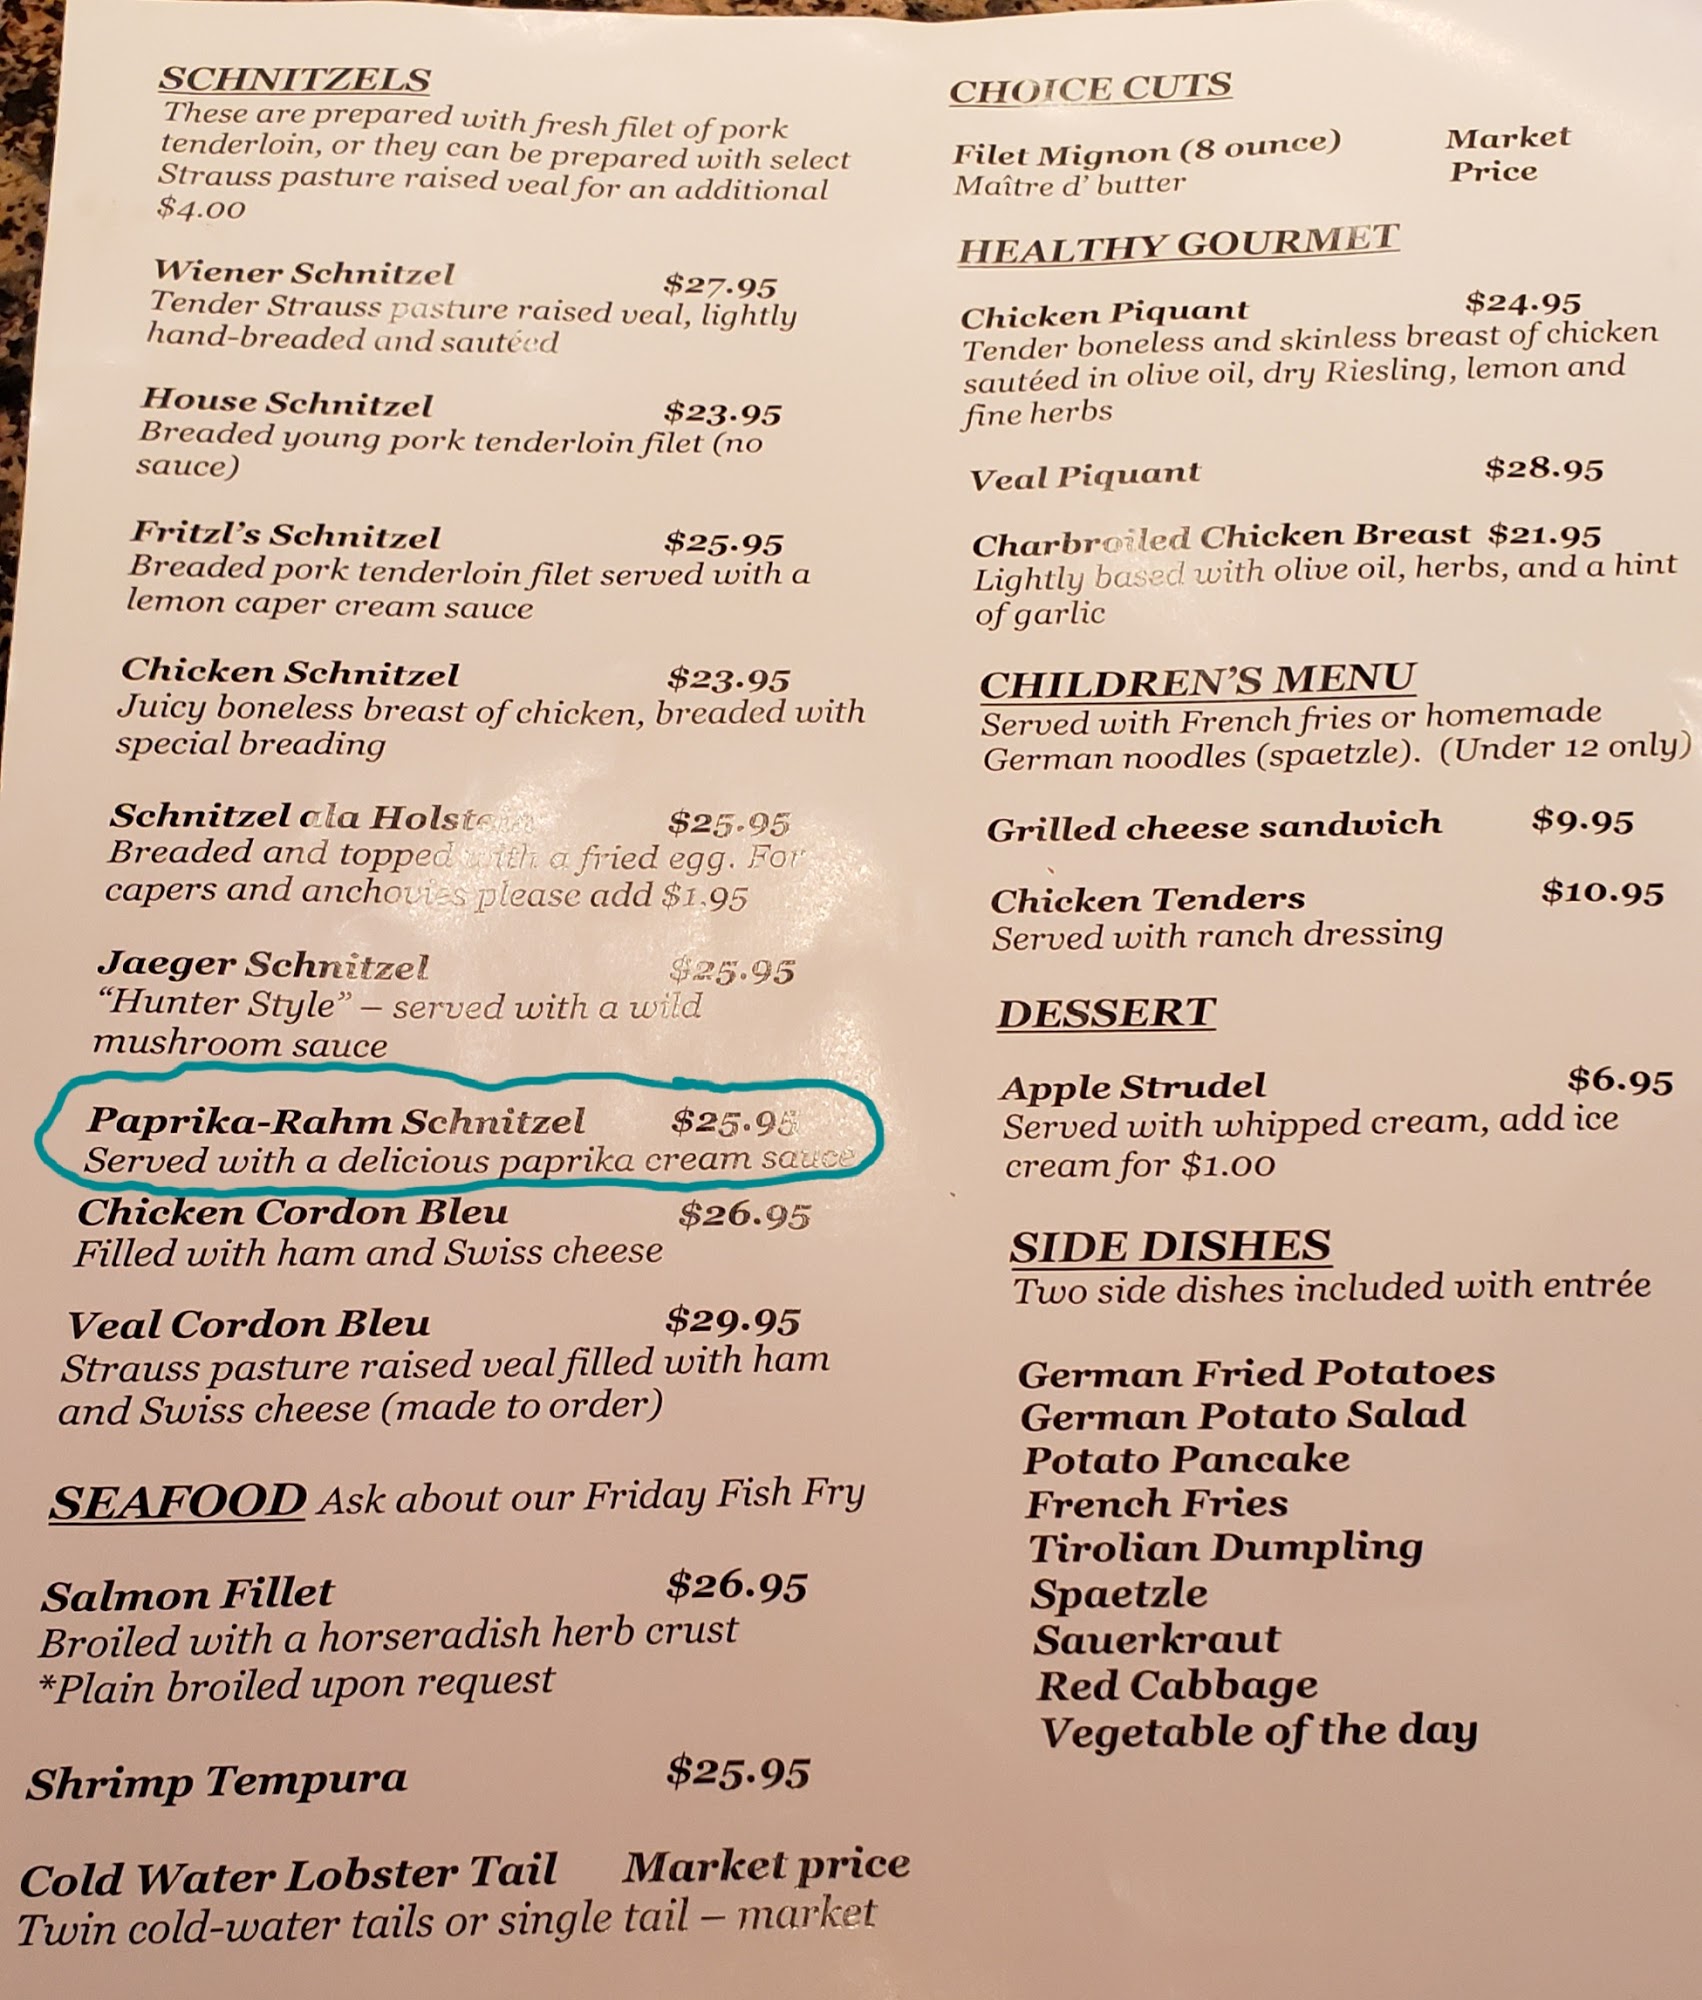 SCHNITZELS
These are prepared with fresh filet of pork
tenderloin, or they can be prepared with select
Strauss pasture raised veal for an additional
$4.00
Wiener Schnitzel $27.95
Tender Strauss pasture raised veal, lightly
hand-breaded and sautéed
House Schnitzel $23.95
Breaded young pork tenderloin filet (no
sauce)
Fritzl's Schnitzel $25.95
Breaded pork tenderloin filet served with a
lemon caper cream sauce
Chicken Schnitzel $23.95
Juicy boneless breast of chicken, breaded with
special breading
Schnitzel ala Holstein $25.95
Breaded and topped with a fried egg. For
capers and anchovies please add $1.95
Jaeger Schnitzel $25.95
“Hunter Style” – served with a wild
mushroom sauce
Paprika-Rahm Schnitzel $25.95
Served with a delicious paprika cream sauce
Chicken Cordon Bleu $26.95
Filled with ham and Swiss cheese
Veal Cordon Bleu $29.95
Strauss pasture raised veal filled with ham
and Swiss cheese (made to order)
SEAFOOD Ask about our Friday Fish Fry
Salmon Fillet $26.95
Broiled with a horseradish herb crust
*Plain broiled upon request
Shrimp Tempura $25.95
Cold Water Lobster Tail Market price
Twin cold-water tails or single tail – market
CHOICE CUTS
Filet Mignon (8 ounce) Market
Maître d' butter Price
HEALTHY GOURMET
Chicken Piquant $24.95
Tender boneless and skinless breast of chicken
sautéed in olive oil, dry Riesling, lemon and
fine herbs
Veal Piquant $28.95
Charbroiled Chicken Breast $21.95
Lightly based with olive oil, herbs, and a hint
of garlic
CHILDREN'S MENU
Served with French fries or homemade
German noodles (spaetzle). (Under 12 only)
Grilled cheese sandwich $9.95
Chicken Tenders $10.95
Served with ranch dressing
DESSERT
Apple Strudel $6.95
Served with whipped cream, add ice
cream for $1.00
SIDE DISHES
Two side dishes included with entrée
German Fried Potatoes
German Potato Salad
Potato Pancake
French Fries
Tirolian Dumpling
Spaetzle
Sauerkraut
Red Cabbage
Vegetable of the day